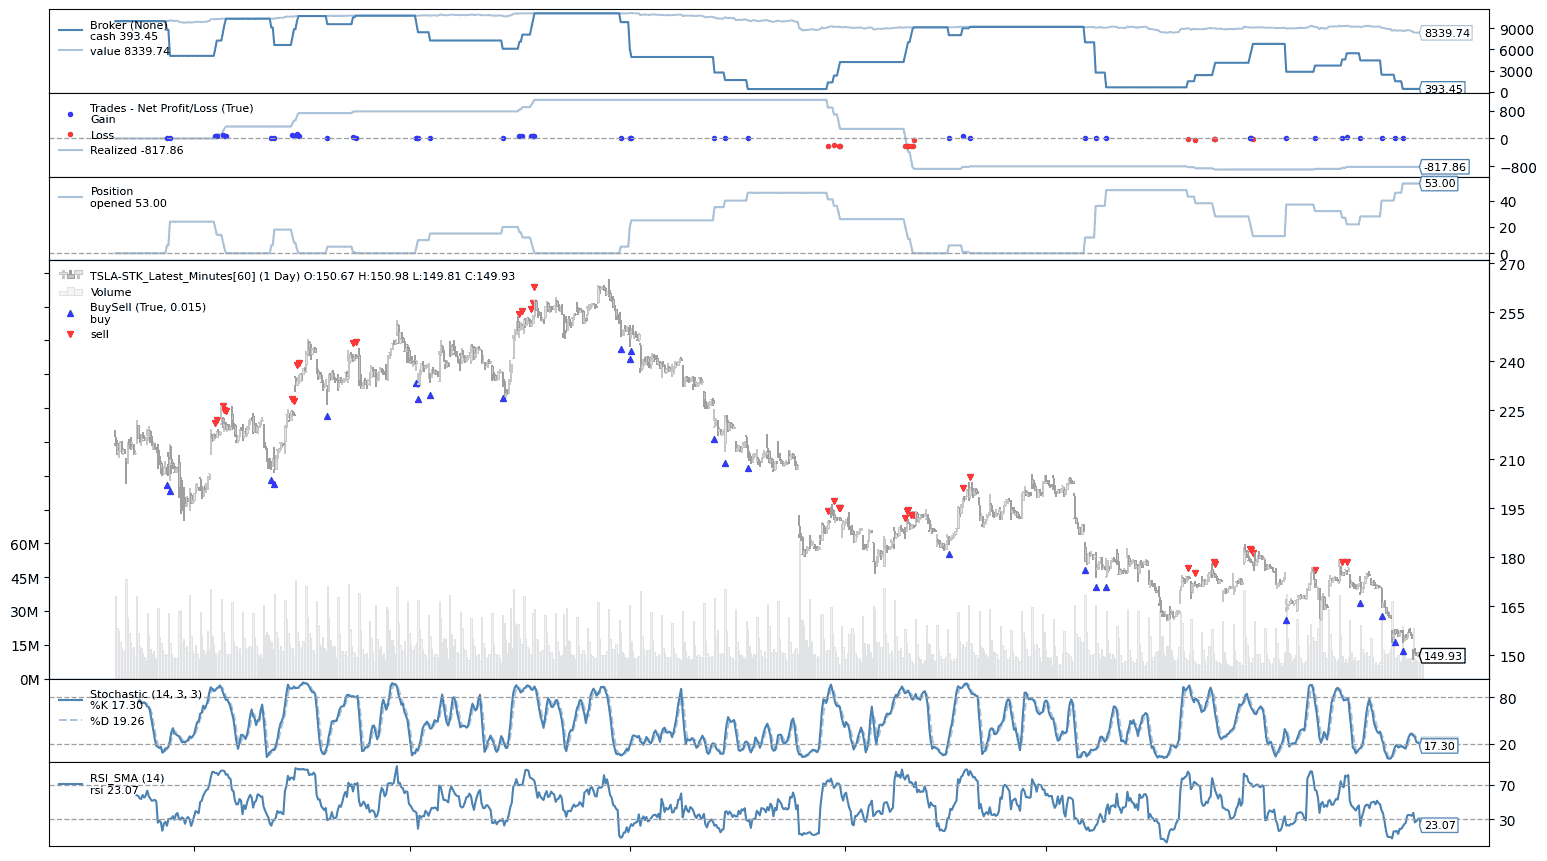 Broker (None)
cash 393.45
value 8339.74
9000
6000
3000
0
8339.74
393.45
Trades - Net Profit/Loss (True)
Gain
Loss
Realized -817.86
800
0
−800
-817.86
Position
opened 53.00
53.00
40
20
0
TSLA-STK_Latest_Minutes[60] (1 Day) O:150.67 H:150.98 L:149.81 C:149.93
Volume
BuySell (True, 0.015)
buy
sell
270
255
240
225
210
195
180
165
150
149.93
60M
45M
30M
15M
0M
Stochastic (14, 3, 3)
%K 17.30
%D 19.26
80
20
17.30
RSI_SMA (14)
rsi 23.07
70
30
23.07